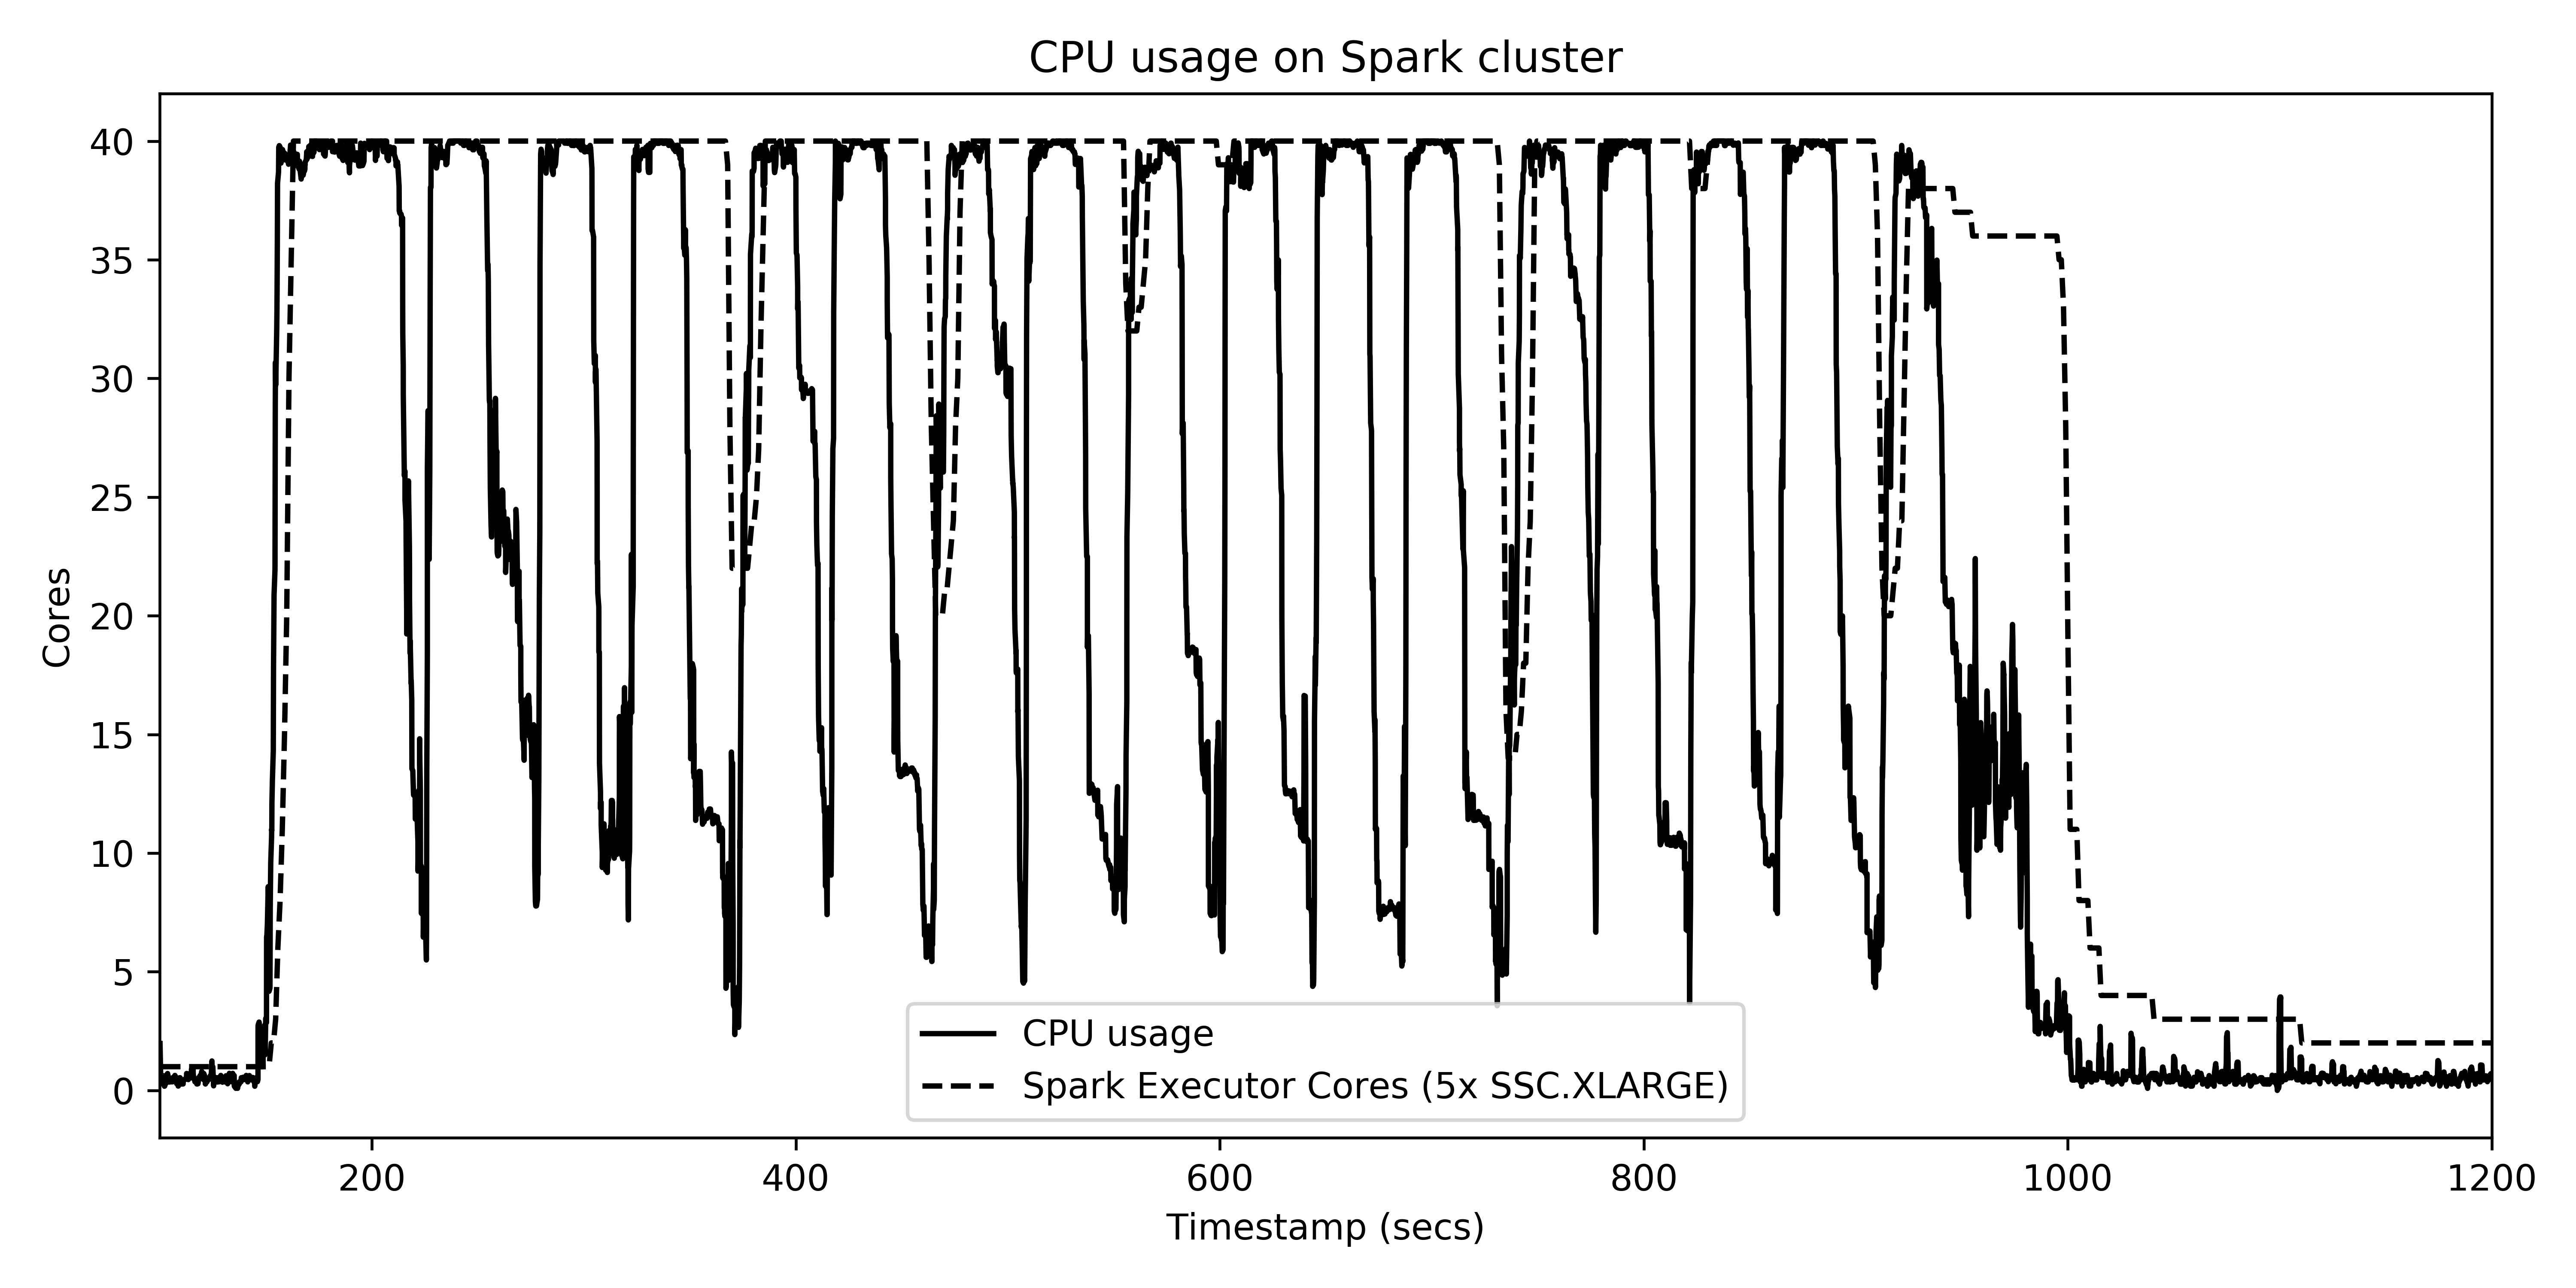 CPU usage on Spark cluster
40
35
30
25
20
15
10
5
0
Cores
CPU usage
Spark Executor Cores (5x SSC.XLARGE)
200 400 600 800 1000 1200
Timestamp (secs)